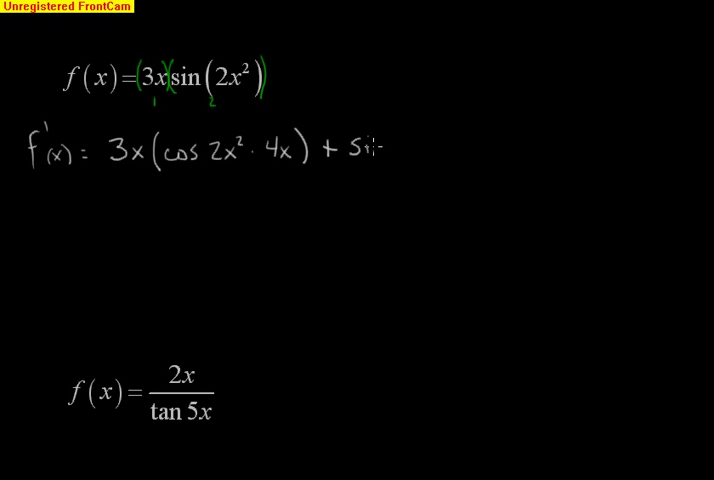 Unregistered FrontCam
f(x)=(3x)(sin(2x²))
1 2
f'(x) = 3x(cos 2x² · 4x) + si
f(x)=2x/tan 5x